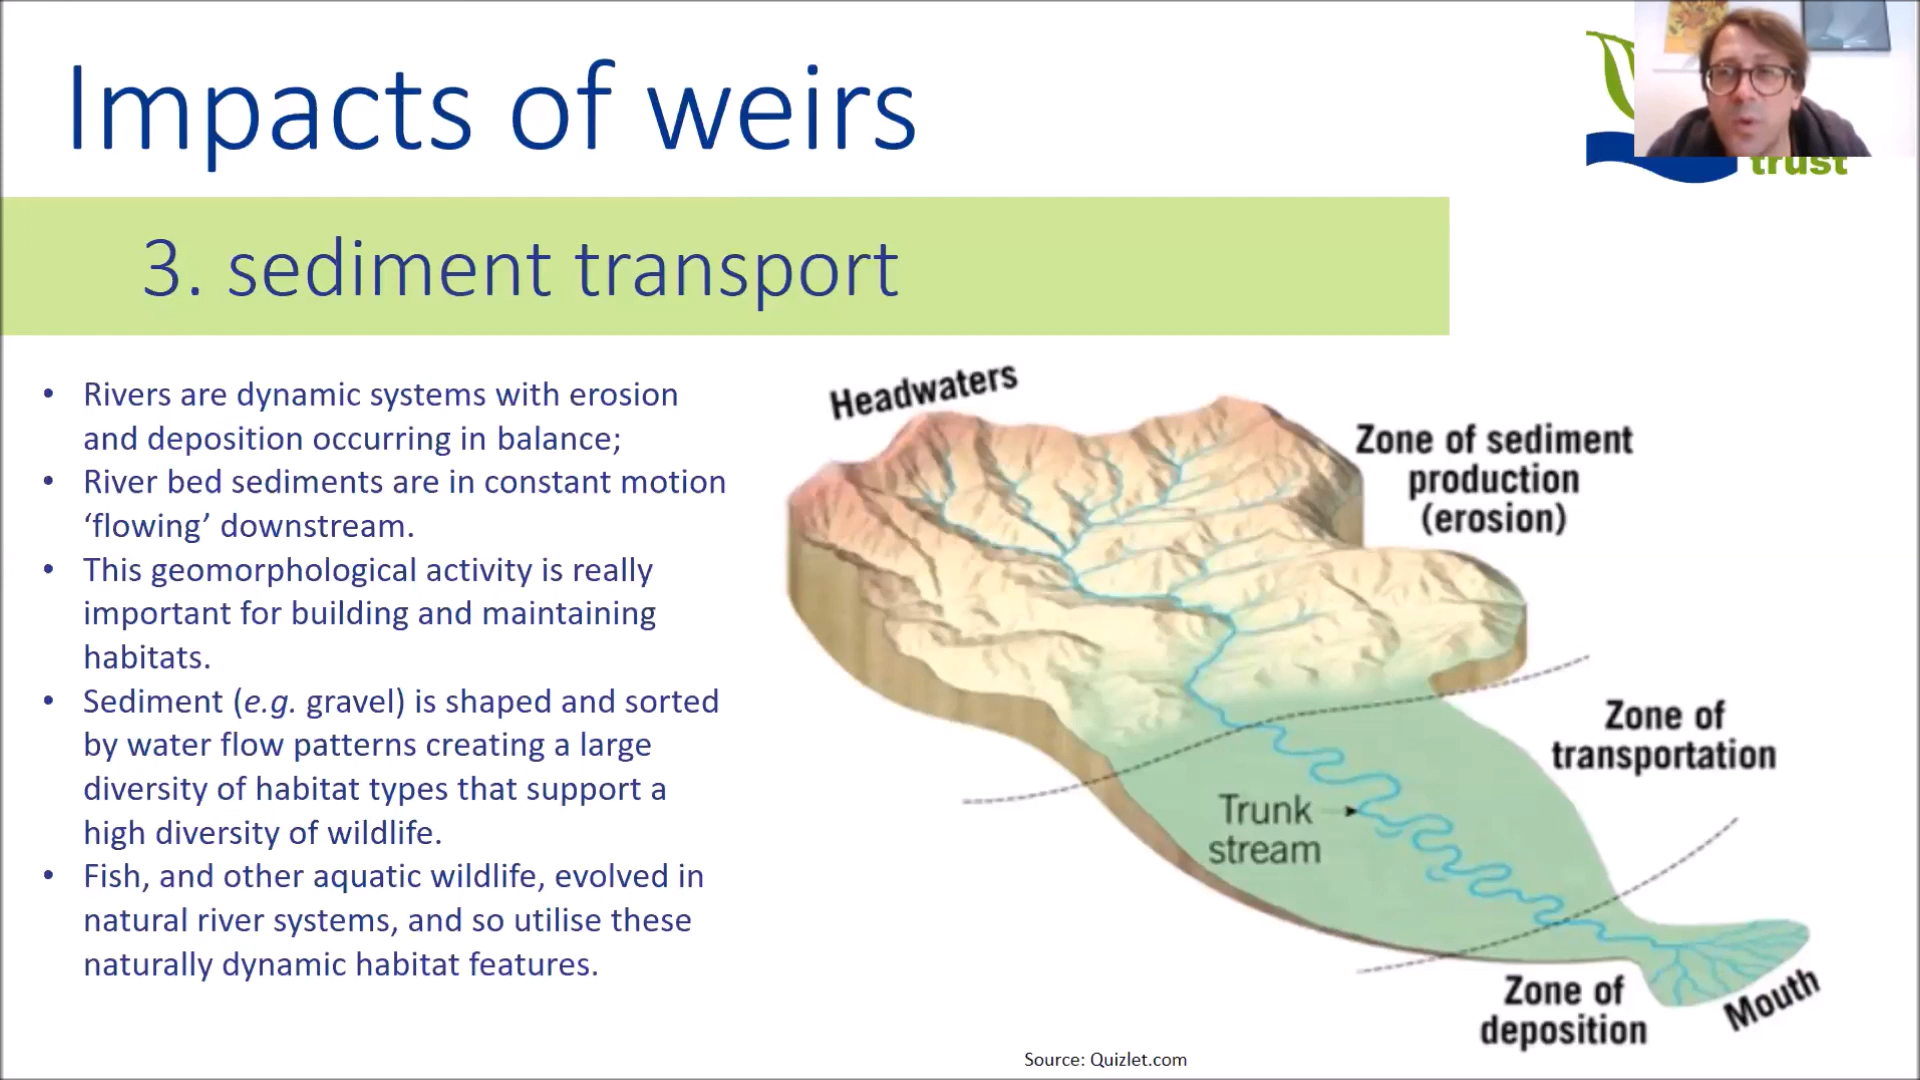 Impacts of weirs
trust
3. sediment transport
• Rivers are dynamic systems with erosion
and deposition occurring in balance;
• River bed sediments are in constant motion
‘flowing’ downstream.
• This geomorphological activity is really
important for building and maintaining
habitats.
• Sediment (e.g. gravel) is shaped and sorted
by water flow patterns creating a large
diversity of habitat types that support a
high diversity of wildlife.
• Fish, and other aquatic wildlife, evolved in
natural river systems, and so utilise these
naturally dynamic habitat features.
Headwaters
Zone of sediment
production
(erosion)
Zone of
transportation
Trunk
stream
Zone of
deposition
Mouth
Source: Quizlet.com